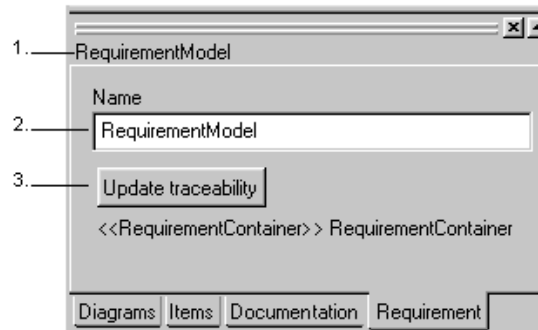 1. RequirementModel
Name
2. RequirementModel
3. Update traceability
<<RequirementContainer>> RequirementContainer
Diagrams Items Documentation Requirement